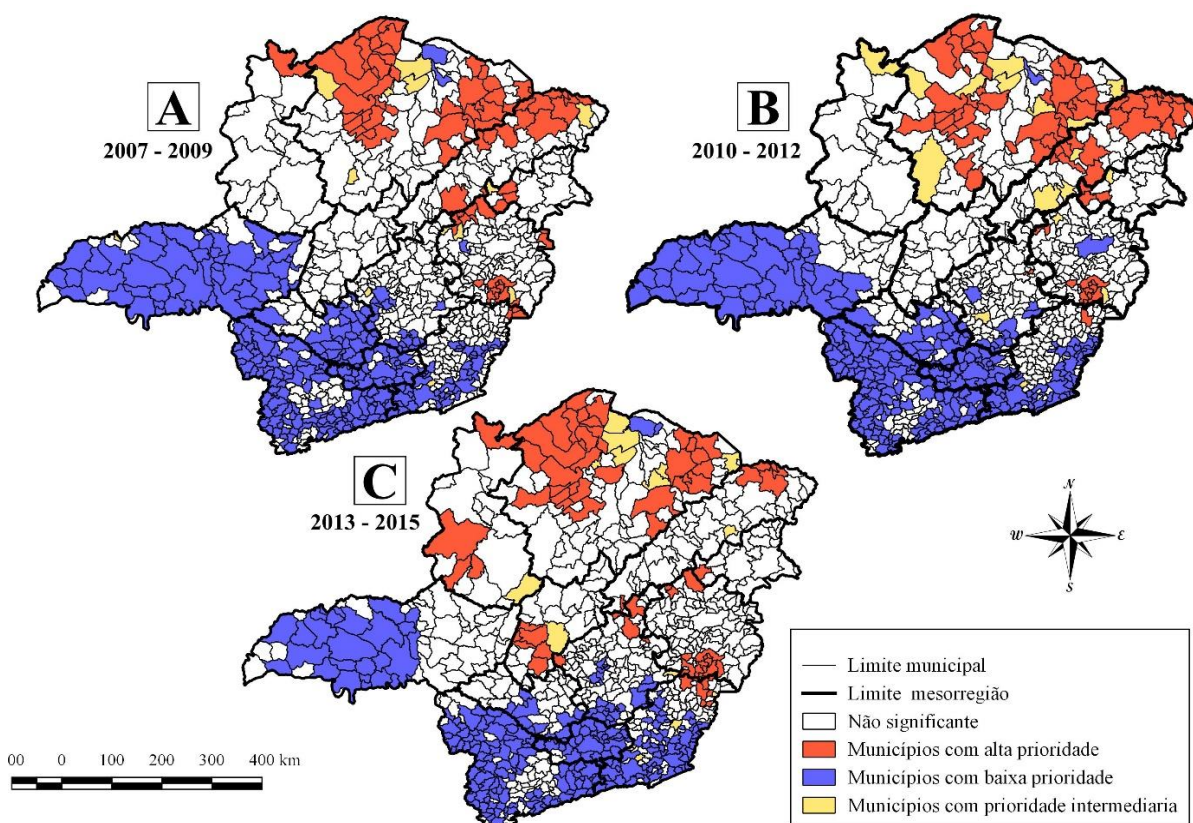 A
2007 - 2009
B
2010 - 2012
C
2013 - 2015
N
W
E
S
Limite municipal
Limite mesorregião
Não significante
Municípios com alta prioridade
Municípios com baixa prioridade
Municípios com prioridade intermediaria
00 0 100 200 300 400 km